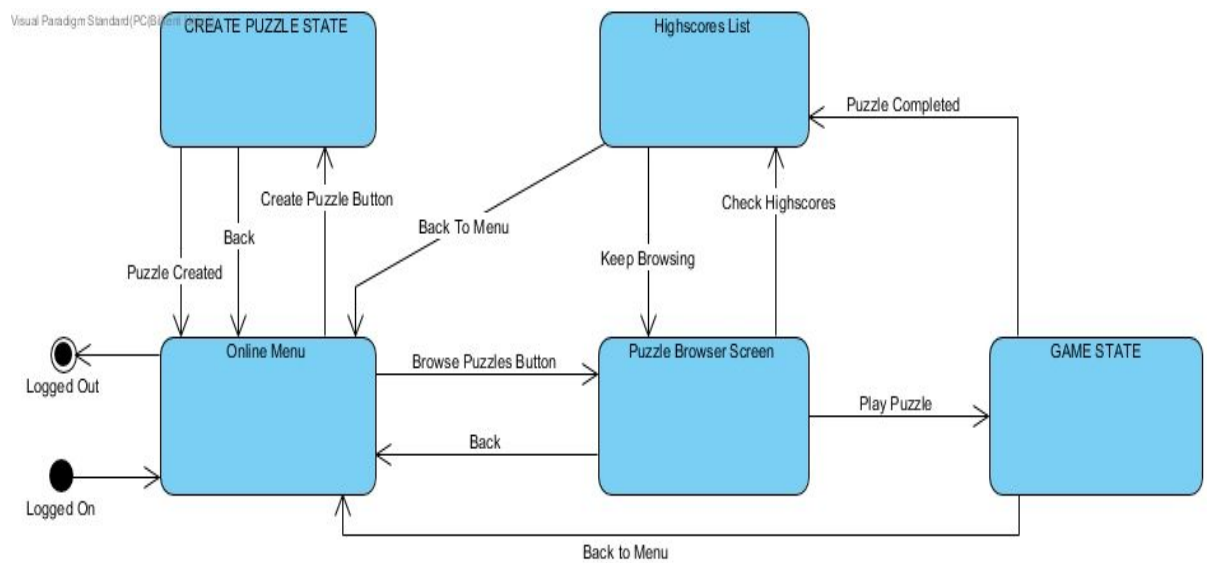 Visual Paradigm Standard(PC(Bilkent
CREATE PUZZLE STATE
Highscores List
Puzzle Completed
Create Puzzle Button
Check Highscores
Back To Menu
Back
Keep Browsing
Puzzle Created
Online Menu
Puzzle Browser Screen
GAME STATE
Browse Puzzles Button
Logged Out
Play Puzzle
Back
Logged On
Back to Menu